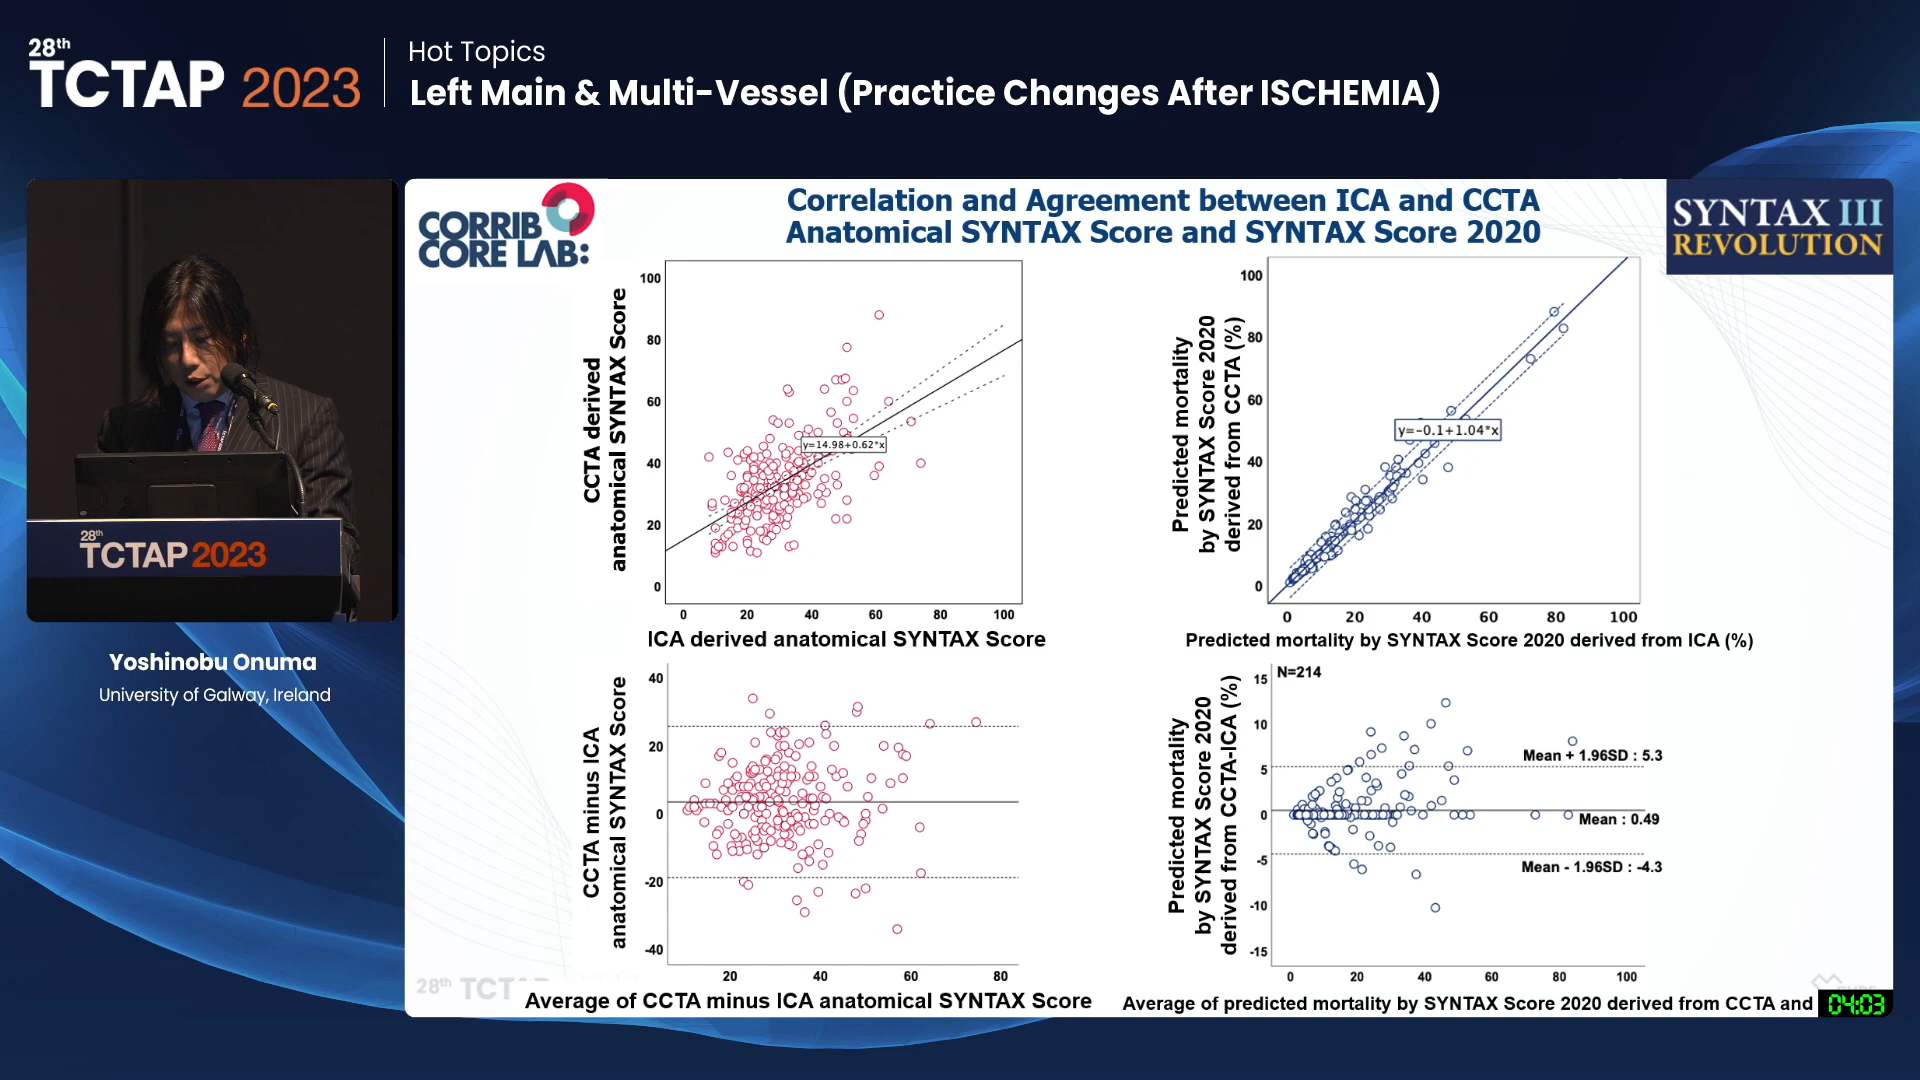 28th
TCTAP 2023
Hot Topics
Left Main & Multi-Vessel (Practice Changes After ISCHEMIA)
28th
TCTAP 2023
Yoshinobu Onuma
University of Galway, Ireland
CORRIB
CORE LAB:
Correlation and Agreement between ICA and CCTA
Anatomical SYNTAX Score and SYNTAX Score 2020
SYNTAX III
REVOLUTION
CCTA derived
anatomical SYNTAX Score
100
80
60
40
20
0
y=14.98+0.62*x
0 20 40 60 80 100
ICA derived anatomical SYNTAX Score
Predicted mortality
by SYNTAX Score 2020
derived from CCTA (%)
100
80
60
40
20
0
y=-0.1+1.04*x
0 20 40 60 80 100
Predicted mortality by SYNTAX Score 2020 derived from ICA (%)
CCTA minus ICA
anatomical SYNTAX Score
40
20
0
-20
-40
20 40 60 80
Average of CCTA minus ICA anatomical SYNTAX Score
Predicted mortality
by SYNTAX Score 2020
derived from CCTA-ICA (%)
N=214
15
10
5
0
-5
-10
-15
Mean + 1.96SD : 5.3
Mean : 0.49
Mean - 1.96SD : -4.3
0 20 40 60 80 100
Average of predicted mortality by SYNTAX Score 2020 derived from CCTA and
28th TCT
04:03